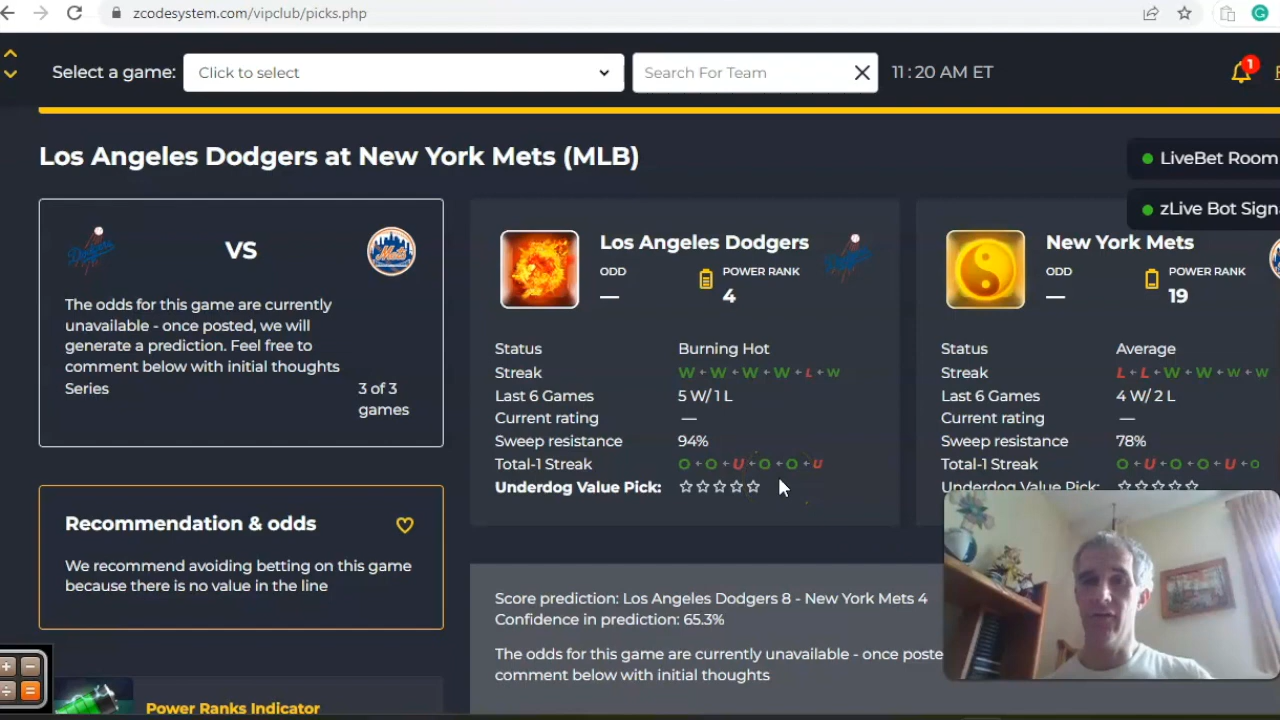 zcodesystem.com/vipclub/picks.php
Select a game:
Click to select
Search For Team
11:20 AM ET
1
Los Angeles Dodgers at New York Mets (MLB)
LiveBet Room
zLive Bot Sign
Dodgers
VS
Mets
The odds for this game are currently
unavailable - once posted, we will
generate a prediction. Feel free to
comment below with initial thoughts
Series
3 of 3
games
Los Angeles Dodgers
Dodgers
ODD
—
POWER RANK
4
Status
Burning Hot
Streak
W W W W L W
Last 6 Games
5 W/ 1 L
Current rating
—
Sweep resistance
94%
Total-1 Streak
O O U O O U
Underdog Value Pick:
New York Mets
ODD
—
POWER RANK
19
Status
Average
Streak
L L W W W W
Last 6 Games
4 W/ 2 L
Current rating
—
Sweep resistance
78%
Total-1 Streak
O U O O U O
Underdog Value Pick:
Recommendation & odds
We recommend avoiding betting on this game
because there is no value in the line
Score prediction: Los Angeles Dodgers 8 - New York Mets 4
Confidence in prediction: 65.3%
The odds for this game are currently unavailable - once poste
comment below with initial thoughts
Power Ranks Indicator